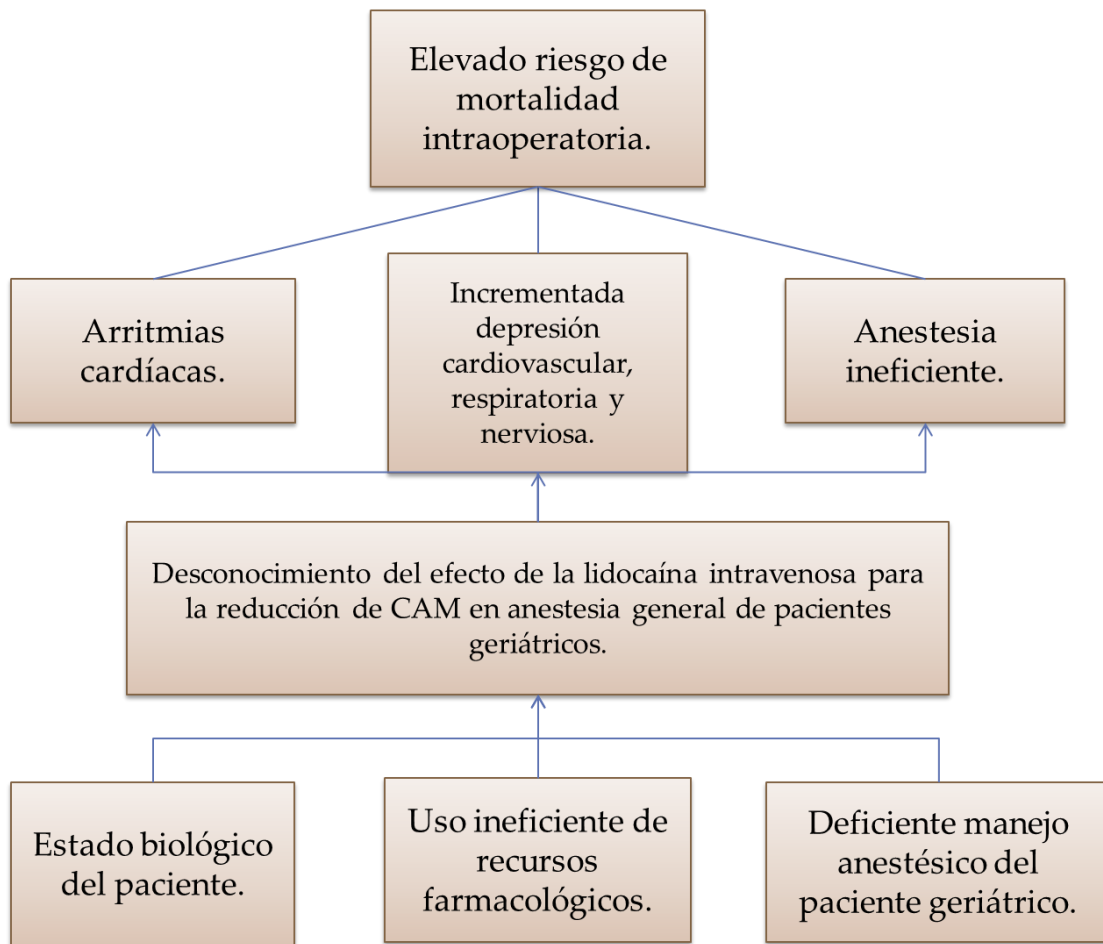 Elevado riesgo de
mortalidad
intraoperatoria.
Arritmias
cardíacas.
Incrementada
depresión
cardiovascular,
respiratoria y
nerviosa.
Anestesia
ineficiente.
Desconocimiento del efecto de la lidocaína intravenosa para
la reducción de CAM en anestesia general de pacientes
geriátricos.
Estado biológico
del paciente.
Uso ineficiente de
recursos
farmacológicos.
Deficiente manejo
anestésico del
paciente geriátrico.